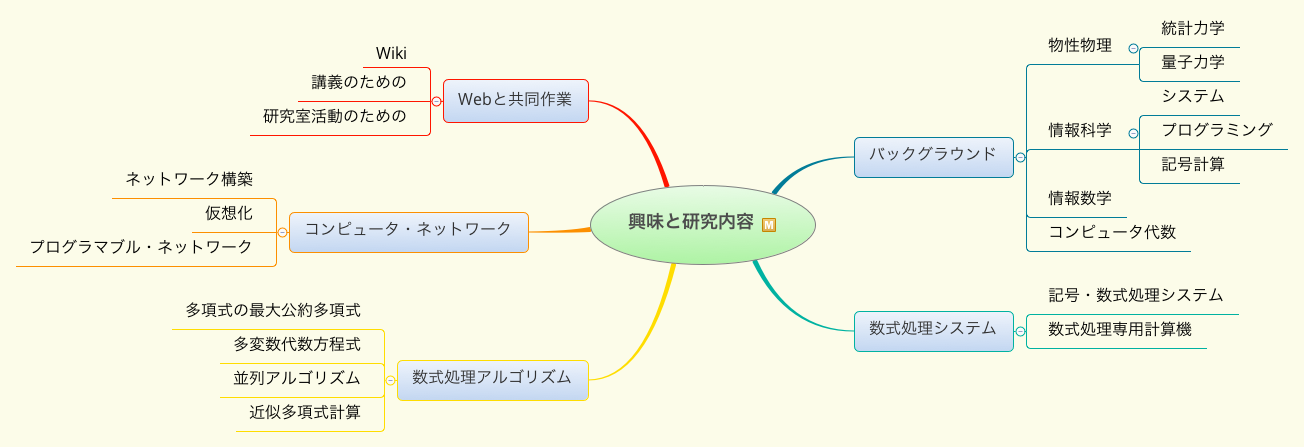 興味と研究内容 M
Webと共同作業
Wiki
講義のための
研究室活動のための
コンピュータ・ネットワーク
ネットワーク構築
仮想化
プログラマブル・ネットワーク
数式処理アルゴリズム
多項式の最大公約多項式
多変数代数方程式
並列アルゴリズム
近似多項式計算
バックグラウンド
物性物理
統計力学
量子力学
情報科学
システム
プログラミング
記号計算
情報数学
コンピュータ代数
数式処理システム
記号・数式処理システム
数式処理専用計算機